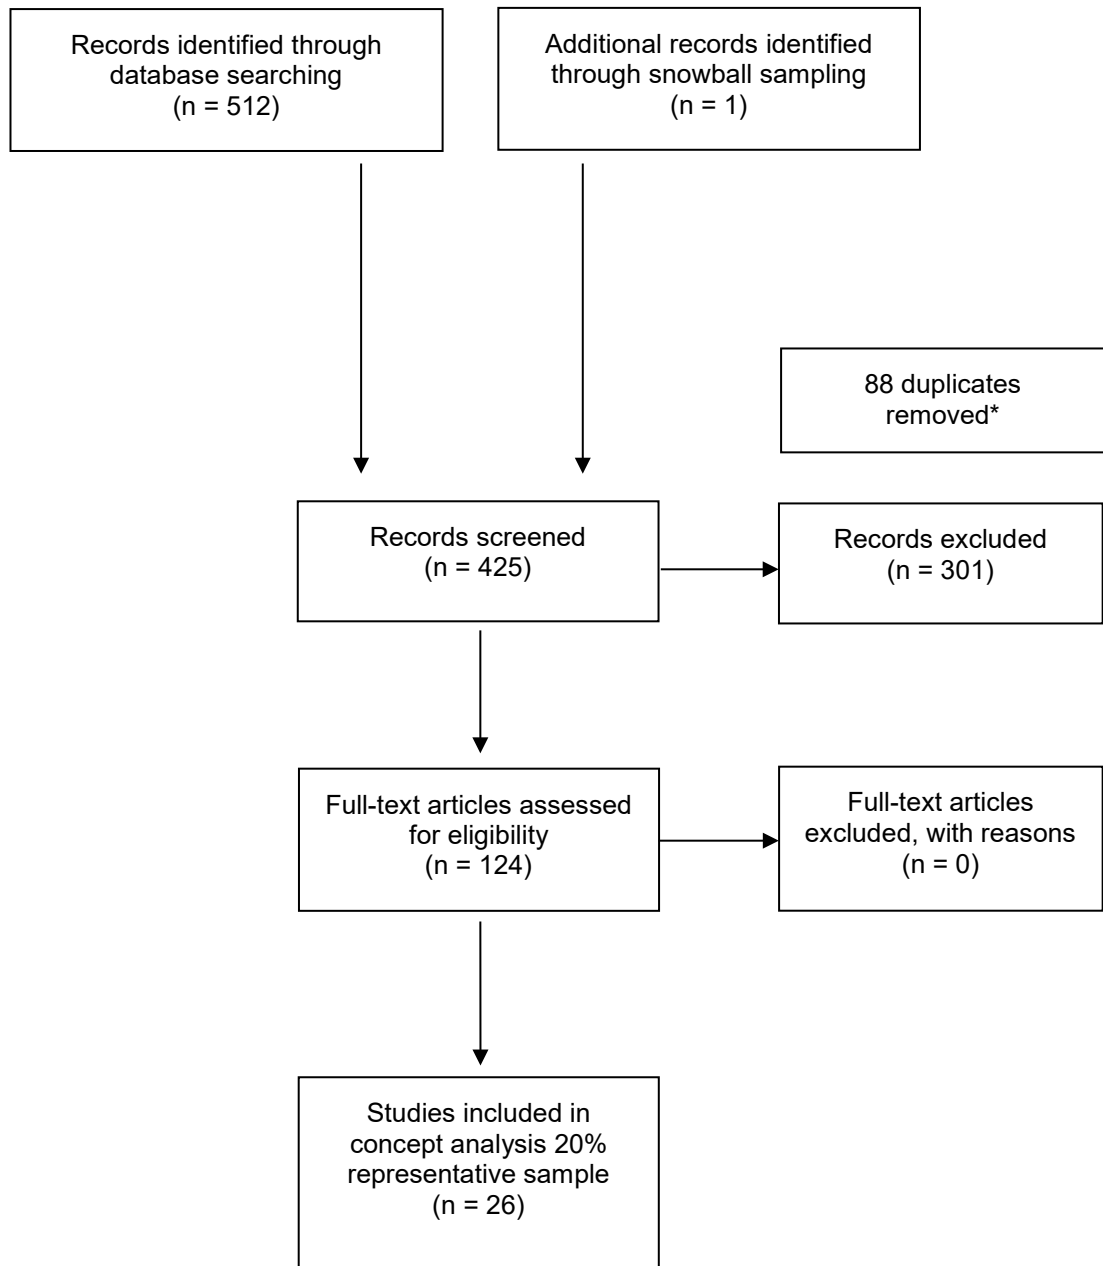 Records identified through
database searching
(n = 512)
Additional records identified
through snowball sampling
(n = 1)
88 duplicates
removed*
Records screened
(n = 425)
Records excluded
(n = 301)
Full-text articles assessed
for eligibility
(n = 124)
Full-text articles
excluded, with reasons
(n = 0)
Studies included in
concept analysis 20%
representative sample
(n = 26)